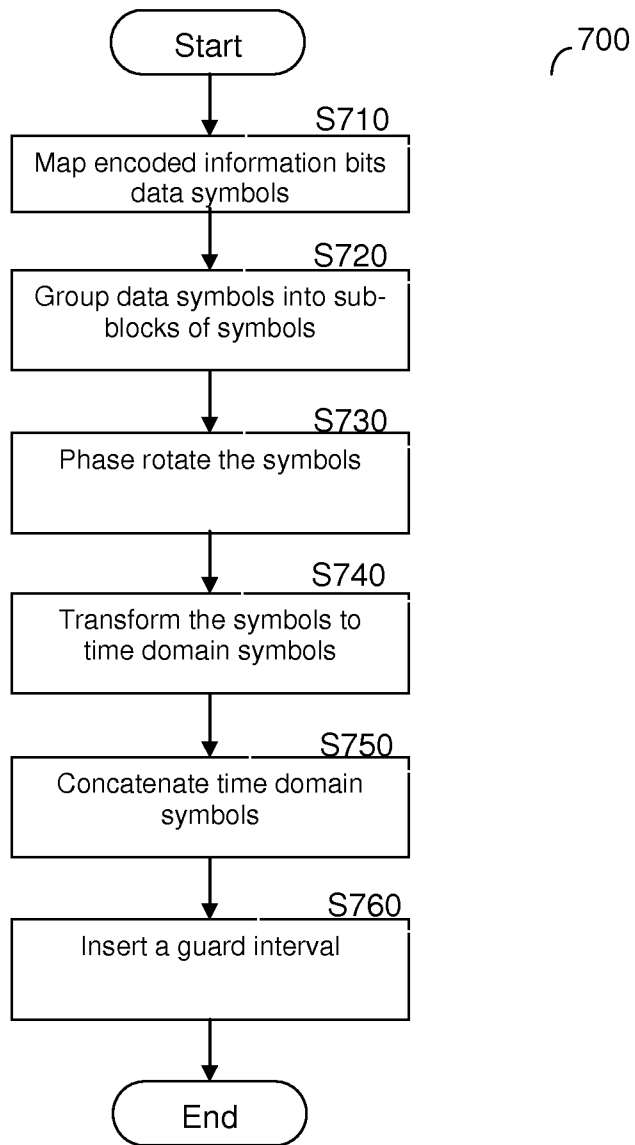 Start
700
S710
Map encoded information bits
data symbols
S720
Group data symbols into sub-
blocks of symbols
S730
Phase rotate the symbols
S740
Transform the symbols to
time domain symbols
S750
Concatenate time domain
symbols
S760
Insert a guard interval
End